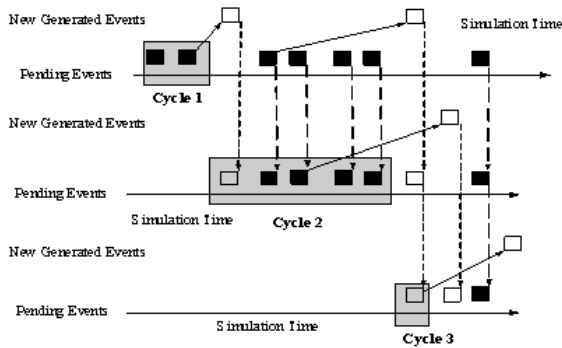 New Generated Events
Simulation Time
Pending Events
Cycle 1
New Generated Events
Pending Events
Simulation Time
Cycle 2
New Generated Events
Pending Events
Simulation Time
Cycle 3